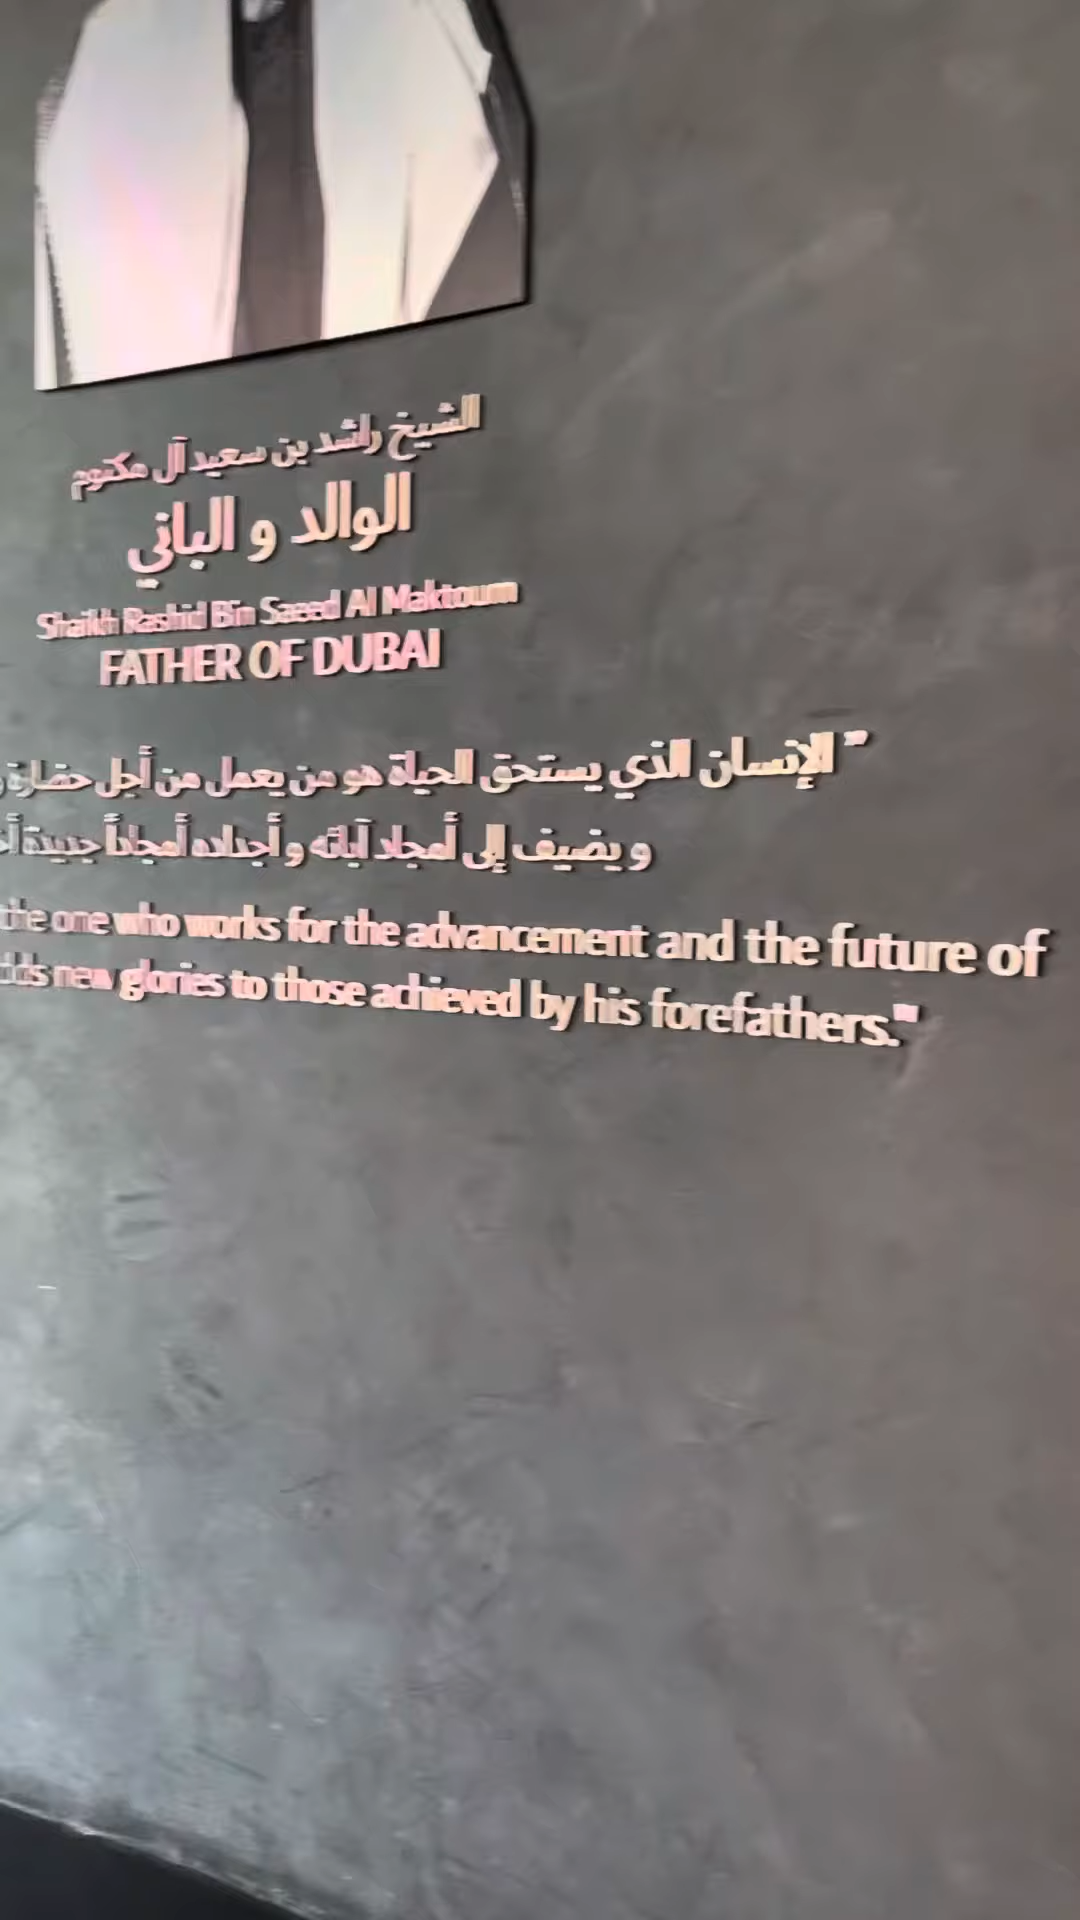 الشيخ راشد بن سعيد آل مكتوم
الوالد و الباني
Shaikh Rashid Bin Saeed Al Maktoum
FATHER OF DUBAI
" الإنسان الذي يستحق الحياة هو من يعمل من أجل حضارة
و يضيف إلى أمجاد آبائه و أجداده أمجاداً جديدة
the one who works for the advancement and the future of
new glories to those achieved by his forefathers."